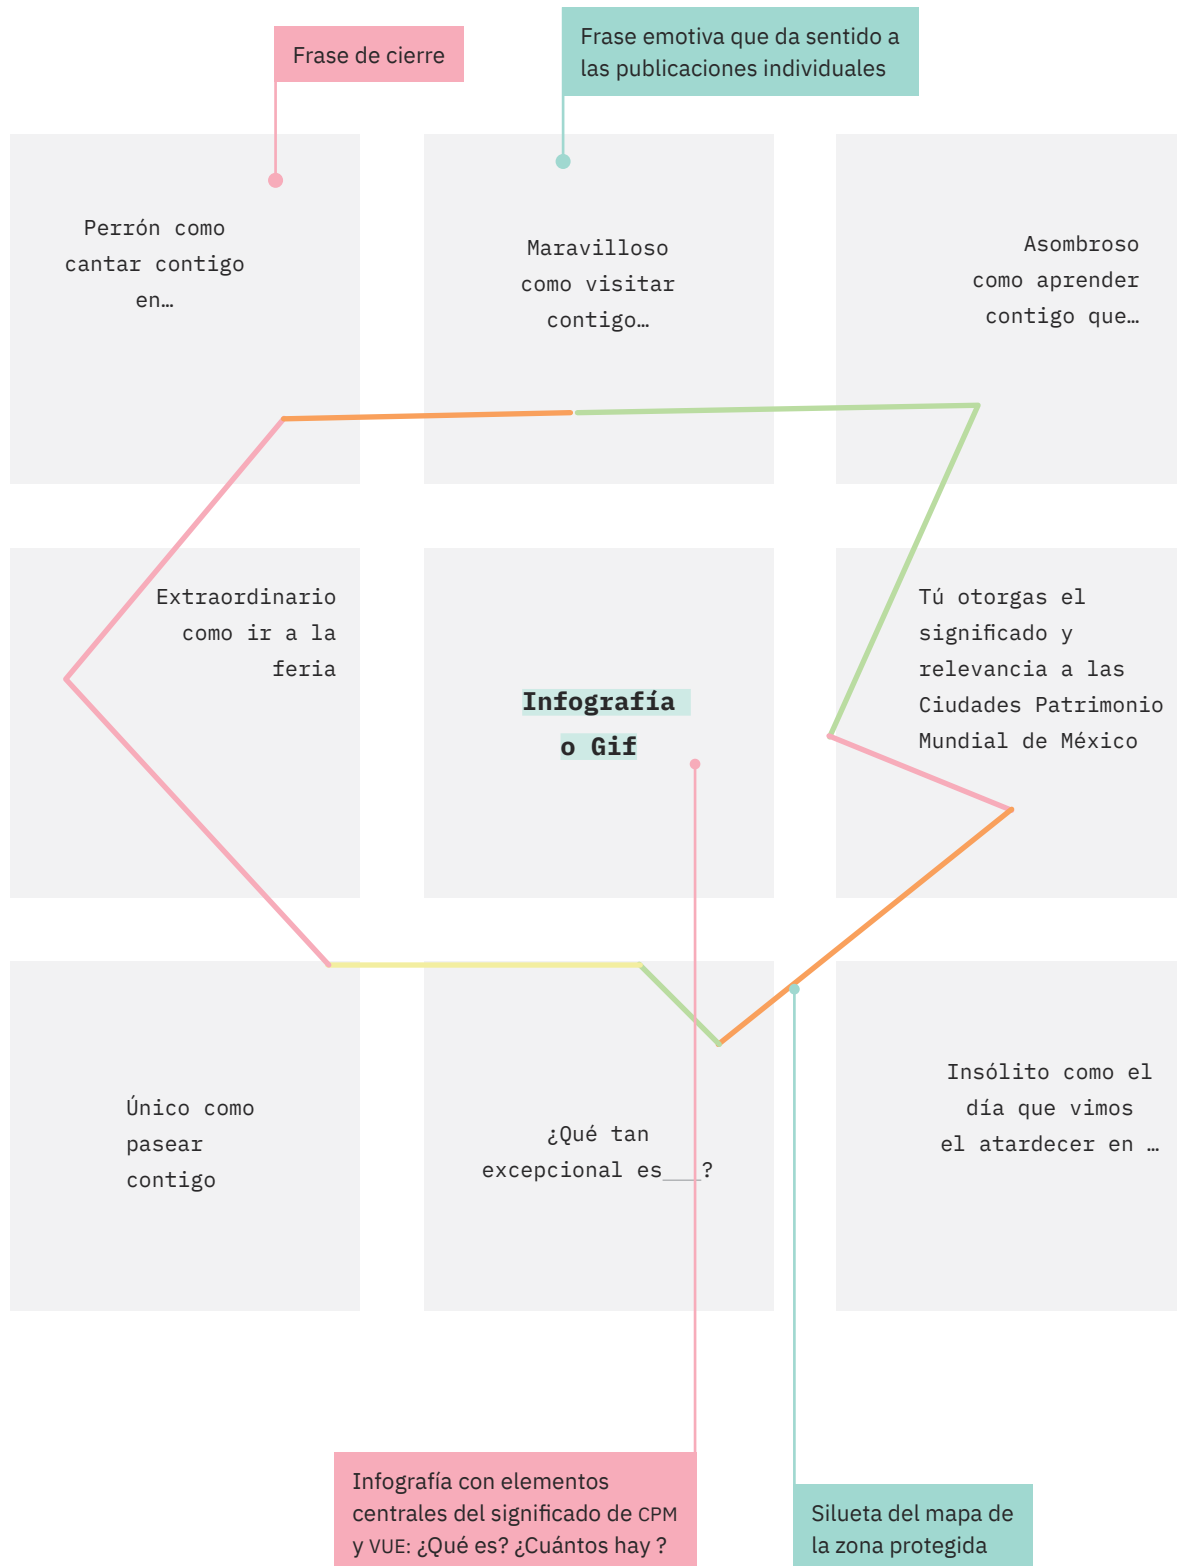 Frase de cierre
Frase emotiva que da sentido a
las publicaciones individuales
Perrón como
cantar contigo
en…
Maravilloso
como visitar
contigo…
Asombroso
como aprender
contigo que…
Extraordinario
como ir a la
feria
Infografía
o Gif
Tú otorgas el
significado y
relevancia a las
Ciudades Patrimonio
Mundial de México
Único como
pasear
contigo
¿Qué tan
excepcional es___?
Insólito como el
día que vimos
el atardecer en …
Infografía con elementos
centrales del significado de CPM
y VUE: ¿Qué es? ¿Cuántos hay ?
Silueta del mapa de
la zona protegida